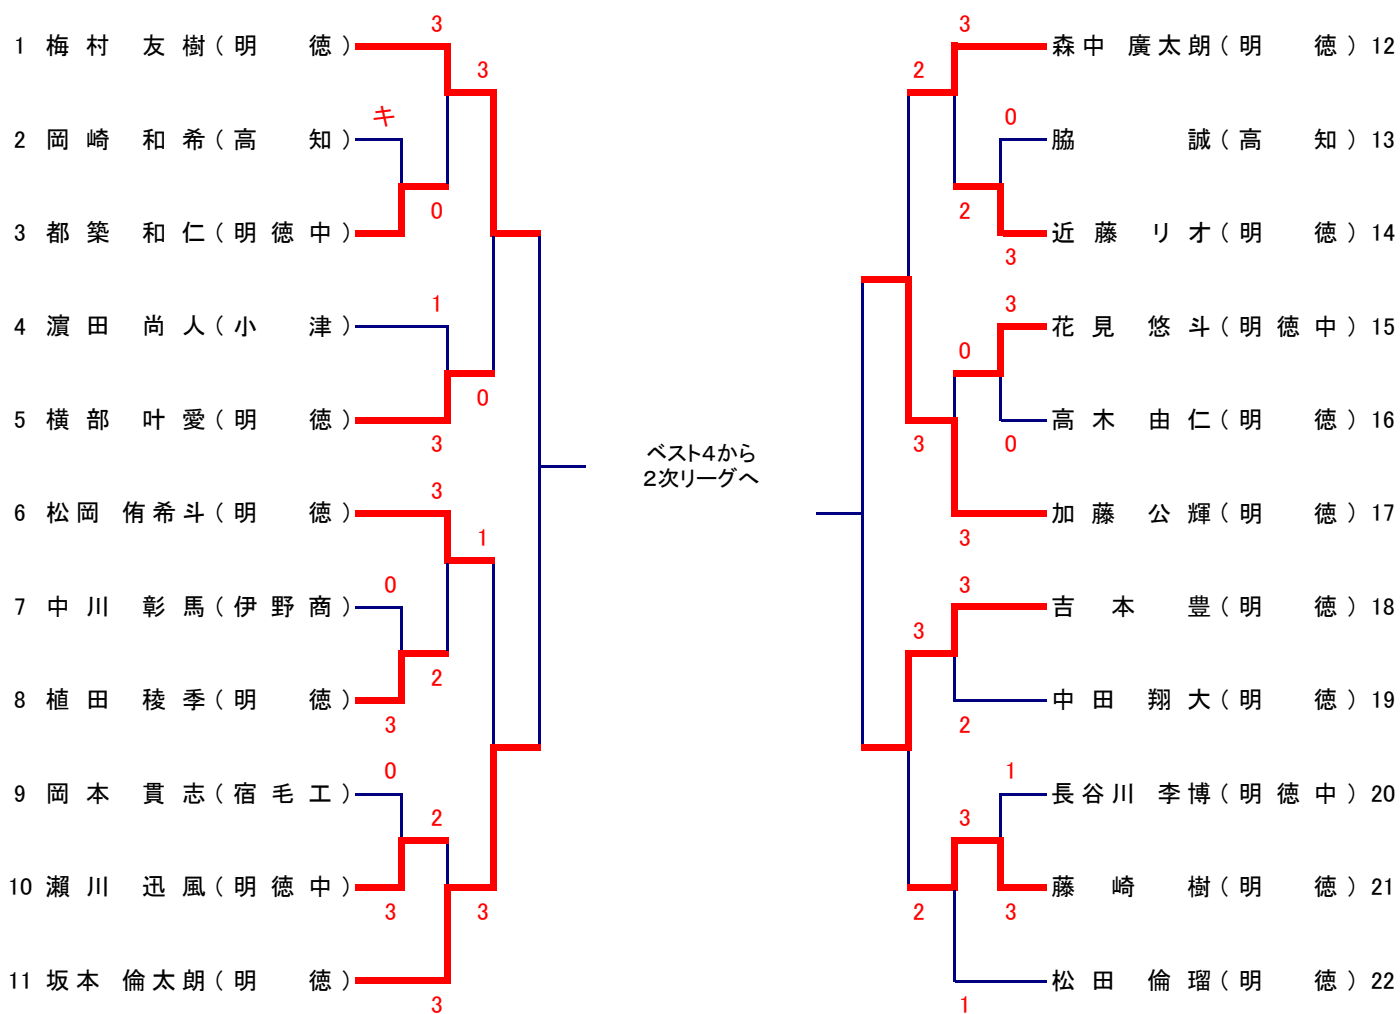 3
3
1 梅村 友樹(明 徳)
森中 廣太朗(明 徳) 12
3
2
キ
0
2 岡崎 和希(高 知)
脇 誠(高 知) 13
0
2
3 都築 和仁(明徳中)
近藤 リオ(明 徳) 14
3
1
3
4 濵田 尚人(小 津)
花見 悠斗(明徳中) 15
0
0
5 横部 叶愛(明 徳)
高木 由仁(明 徳) 16
3
3
0
ベスト4から
2次リーグへ
3
6 松岡 侑希斗(明 徳)
加藤 公輝(明 徳) 17
1
3
0
3
7 中川 彰馬(伊野商)
吉本 豊(明 徳) 18
3
2
8 植田 稜季(明 徳)
中田 翔大(明 徳) 19
3
2
0
1
9 岡本 貫志(宿毛工)
長谷川 李博(明徳中) 20
2
3
10 瀨川 迅風(明徳中)
藤崎 樹(明 徳) 21
3
3
2
3
11 坂本 倫太朗(明 徳)
松田 倫瑠(明 徳) 22
3
1